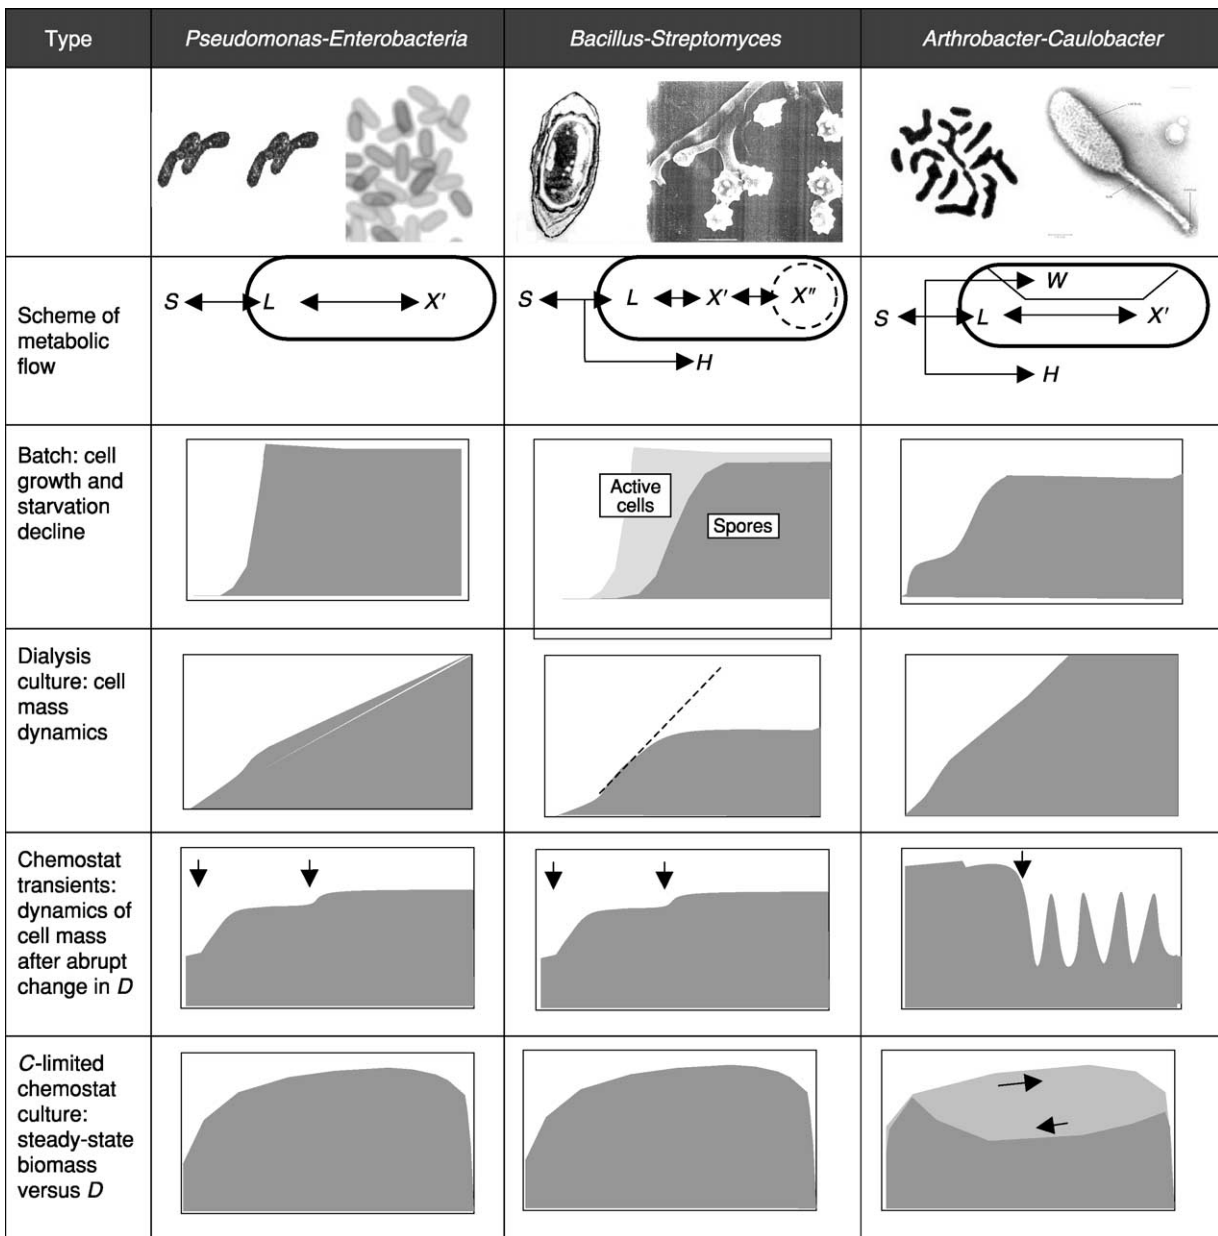 Type
Pseudomonas-Enterobacteria
Bacillus-Streptomyces
Arthrobacter-Caulobacter
Scheme of
metabolic
flow
S L X'
S L X' X"
H
S L W X'
H
Batch: cell
growth and
starvation
decline
Active
cells
Spores
Dialysis
culture: cell
mass
dynamics
Chemostat
transients:
dynamics of
cell mass
after abrupt
change in D
C-limited
chemostat
culture:
steady-state
biomass
versus D